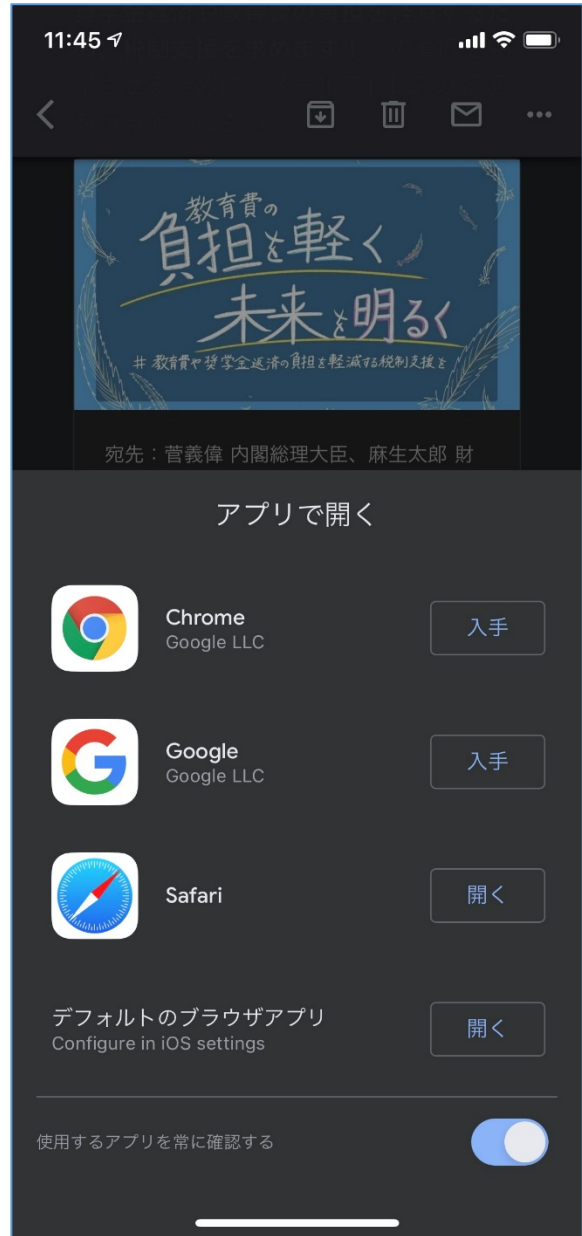 11:45
教育費の
負担を軽く
未来を明るく
#教育費や奨学金返済の負担を軽減する税制支援を
宛先：菅義偉 内閣総理大臣、麻生太郎 財
アプリで開く
Chrome
Google LLC
入手
Google
Google LLC
入手
Safari
開く
デフォルトのブラウザアプリ
Configure in iOS settings
開く
使用するアプリを常に確認する